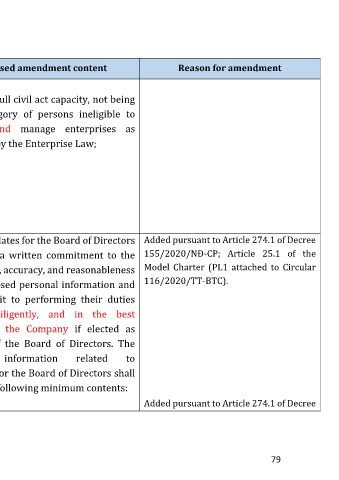 sed amendment content
Reason for amendment
ull civil act capacity, not being
gory of persons ineligible to
nd manage enterprises as
by the Enterprise Law;
lates for the Board of Directors
a written commitment to the
, accuracy, and reasonableness
sed personal information and
it to performing their duties
iligently, and in the best
the Company if elected as
f the Board of Directors. The
information related to
or the Board of Directors shall
following minimum contents:
Added pursuant to Article 274.1 of Decree
155/2020/NĐ-CP; Article 25.1 of the
Model Charter (PL1 attached to Circular
116/2020/TT-BTC).
Added pursuant to Article 274.1 of Decree
79